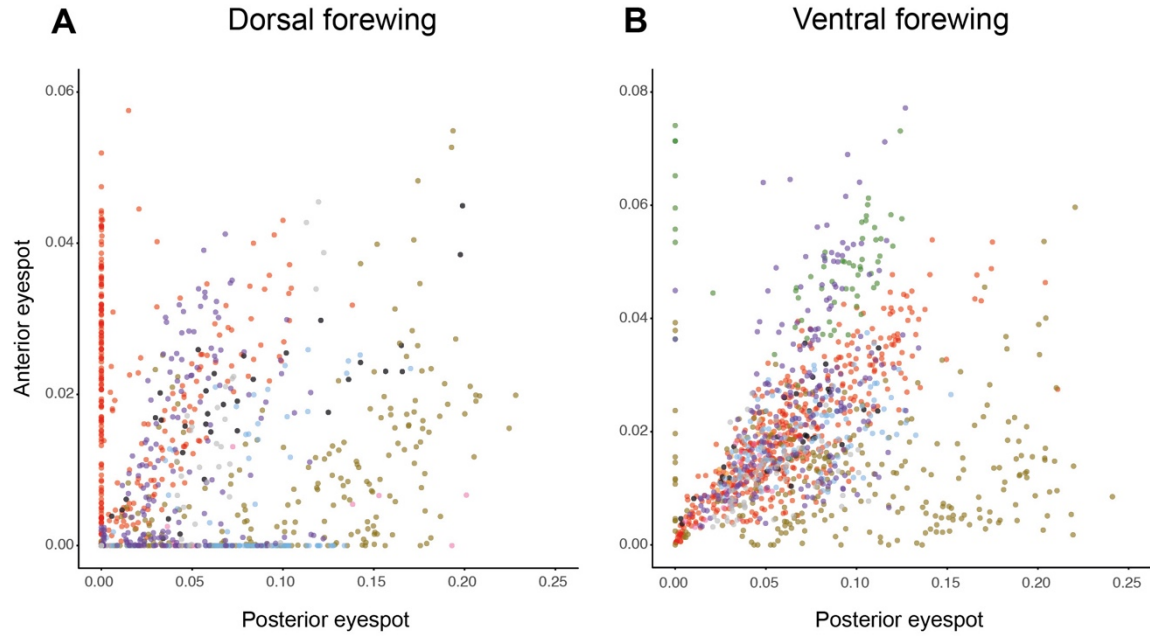 A Dorsal forewing
B Ventral forewing
Anterior eyespot
0.06
0.04
0.02
0.00
0.00 0.05 0.10 0.15 0.20 0.25
Posterior eyespot
0.08
0.06
0.04
0.02
0.00
0.00 0.05 0.10 0.15 0.20 0.25
Posterior eyespot